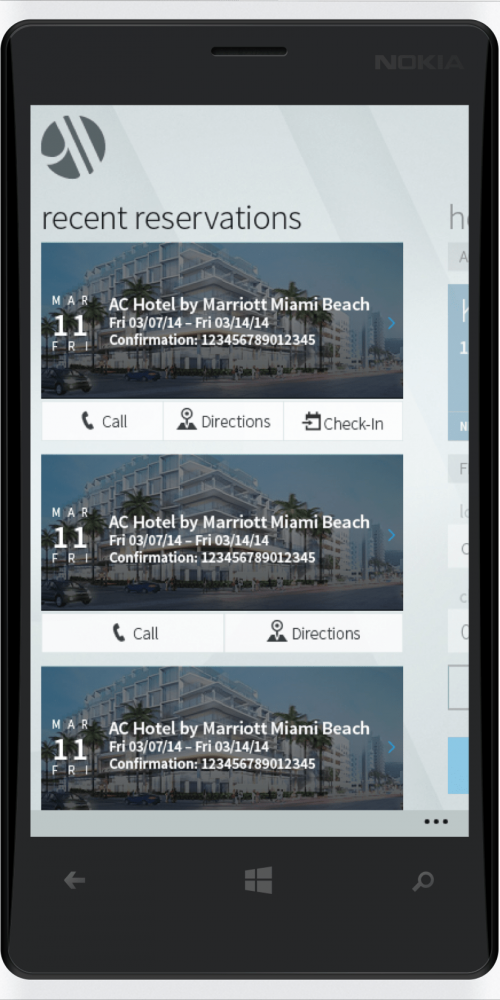 NOKIA
recent reservations
MAR
11
FRI
AC Hotel by Marriott Miami Beach
Fri 03/07/14 – Fri 03/14/14
Confirmation: 123456789012345
Call
Directions
Check-In
MAR
11
FRI
AC Hotel by Marriott Miami Beach
Fri 03/07/14 – Fri 03/14/14
Confirmation: 123456789012345
Call
Directions
MAR
11
FRI
AC Hotel by Marriott Miami Beach
Fri 03/07/14 – Fri 03/14/14
Confirmation: 123456789012345